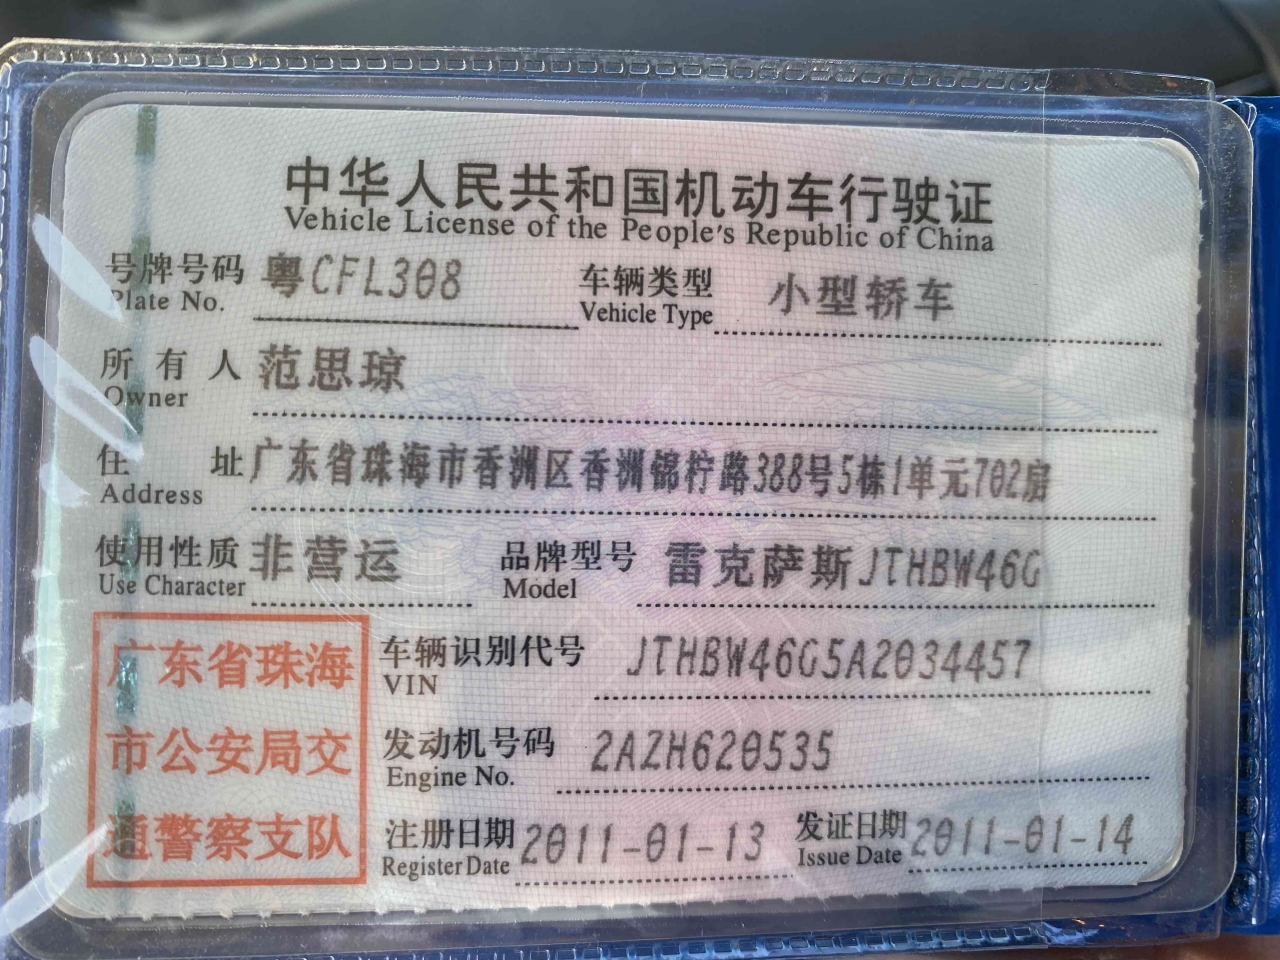 中华人民共和国机动车行驶证
Vehicle License of the People's Republic of China
号牌号码 粤CFL308 车辆类型 小型轿车
Plate No. Vehicle Type
所有人 范思琼
Owner
住址 广东省珠海市香洲区香洲锦柠路388号5栋1单元702房
Address
使用性质 非营运 品牌型号 雷克萨斯JTHBW46G
Use Character Model
广东省珠海
市公安局交
通警察支队
车辆识别代号 JTHBW46G5A2034457
VIN
发动机号码 2AZH620535
Engine No.
注册日期 2011-01-13 发证日期 2011-01-14
Register Date Issue Date